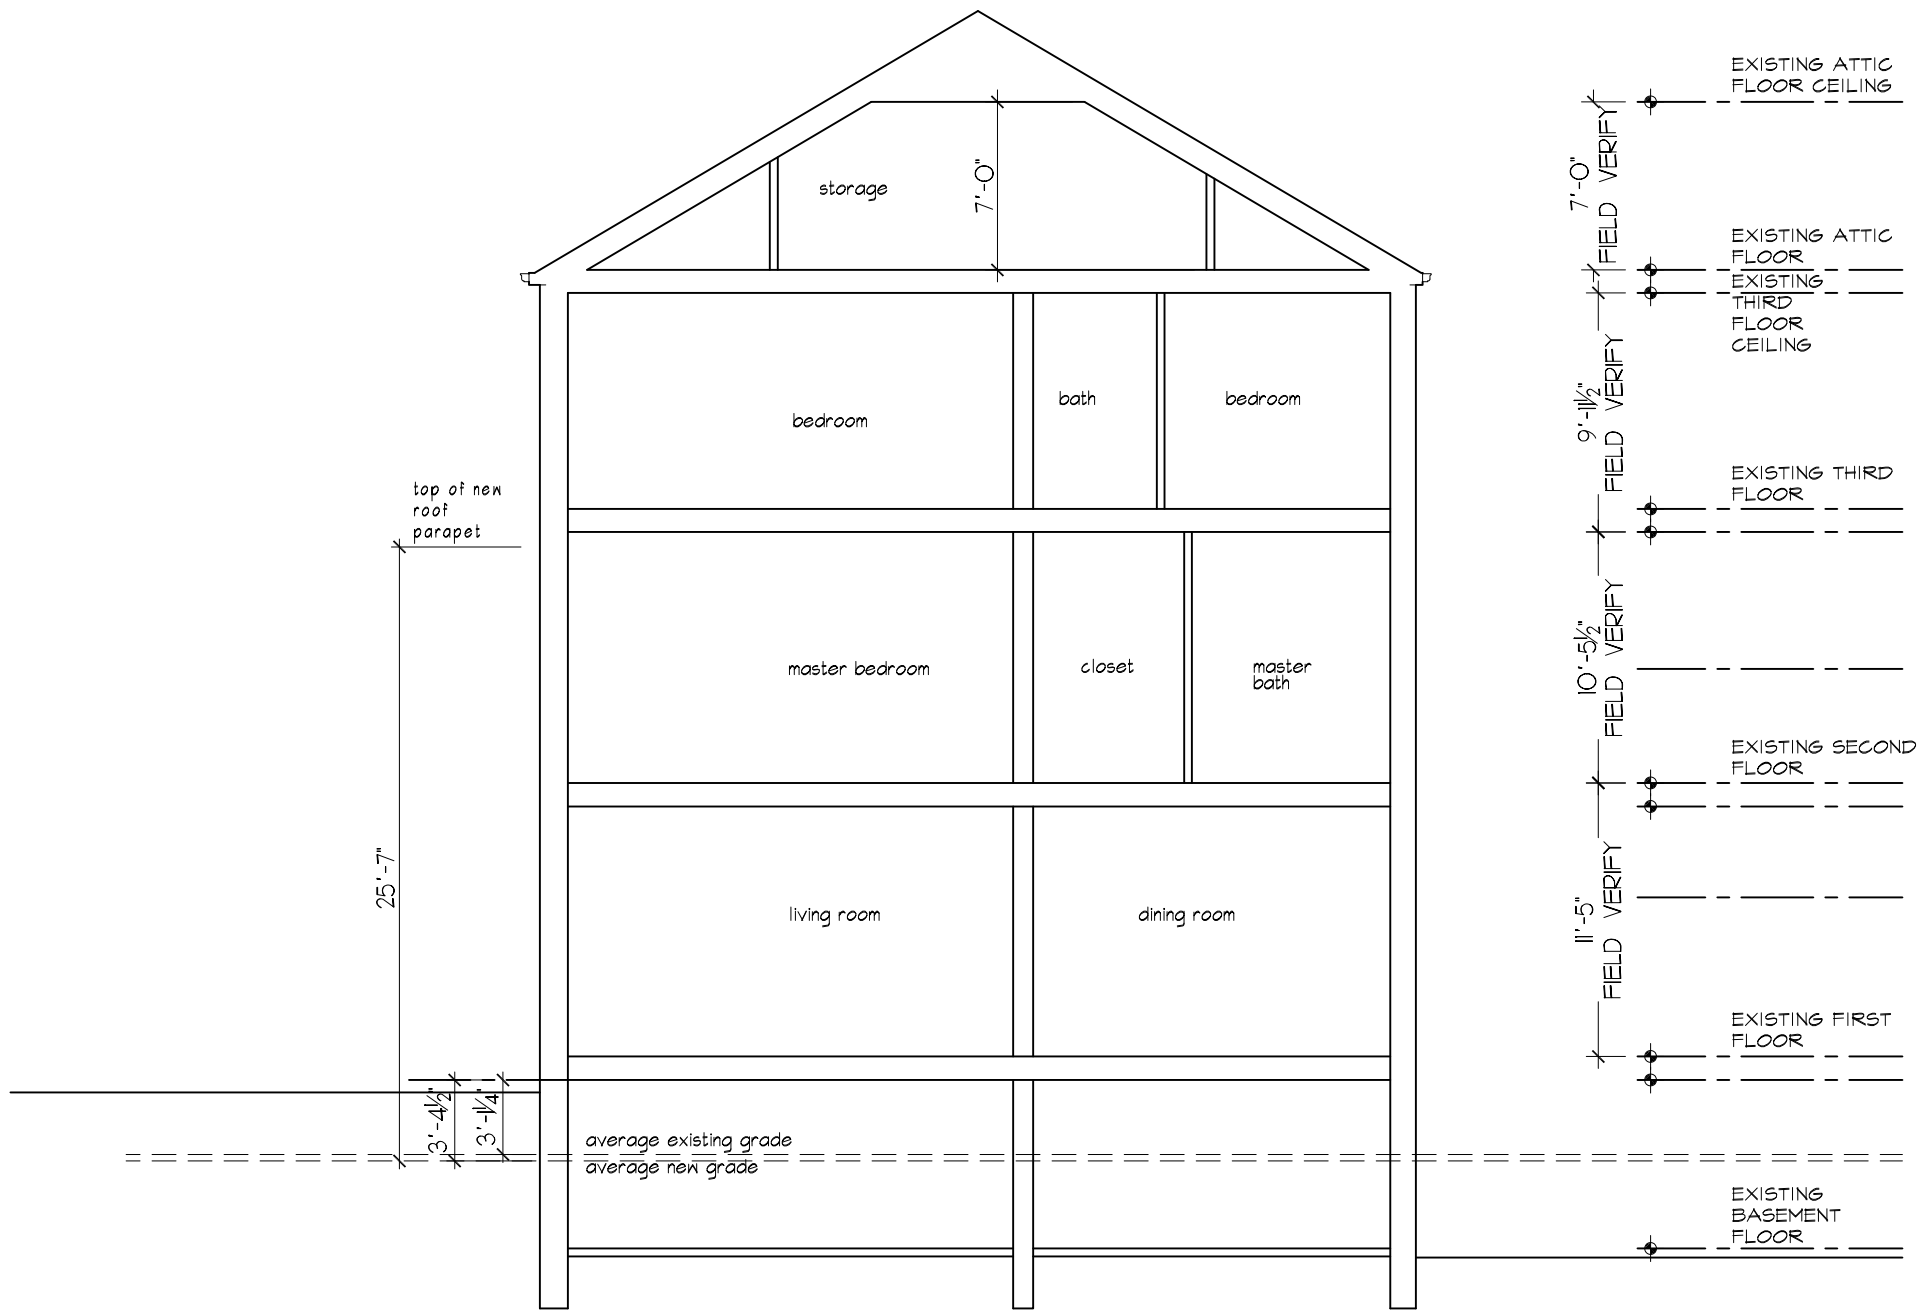 EXISTING ATTIC
FLOOR CEILING
7'-0"
FIELD VERIFY
storage
7'-0"
EXISTING ATTIC
FLOOR
EXISTING
THIRD
FLOOR
CEILING
9'-11½"
FIELD VERIFY
bedroom
bath
bedroom
top of new
roof
parapet
EXISTING THIRD
FLOOR
10'-5½"
FIELD VERIFY
master bedroom
closet
master
bath
EXISTING SECOND
FLOOR
25'-7"
living room
dining room
11'-5"
FIELD VERIFY
EXISTING FIRST
FLOOR
3'-4½"
3'-1¼"
average existing grade
average new grade
EXISTING
BASEMENT
FLOOR